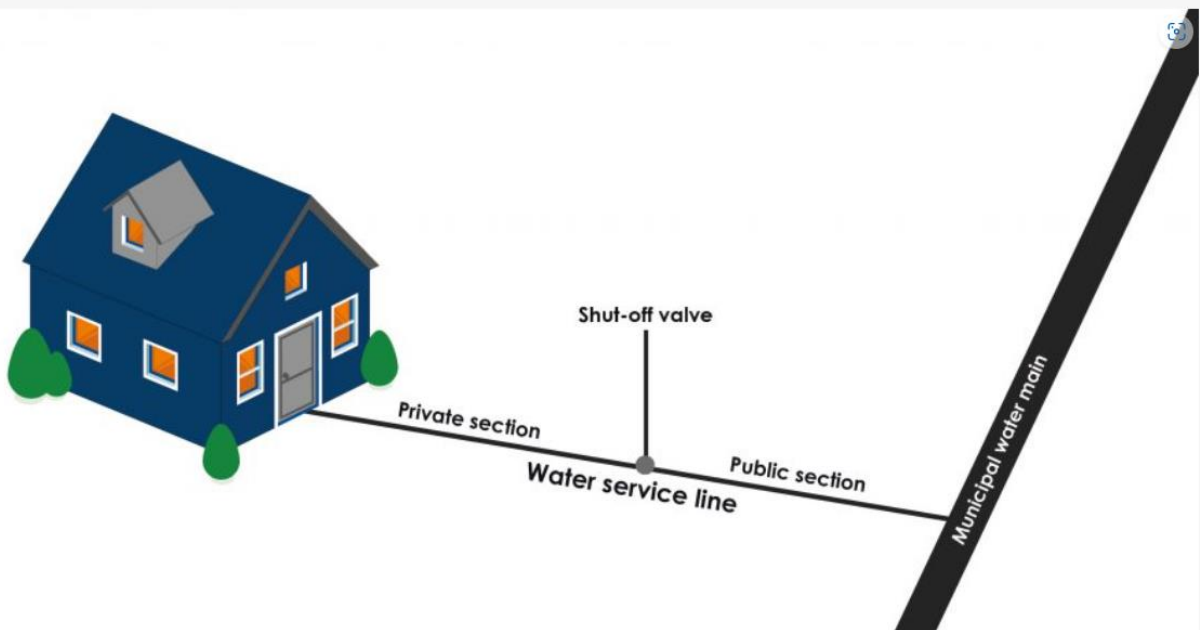 Shut-off valve
Private section
Public section
Water service line
Municipal water main